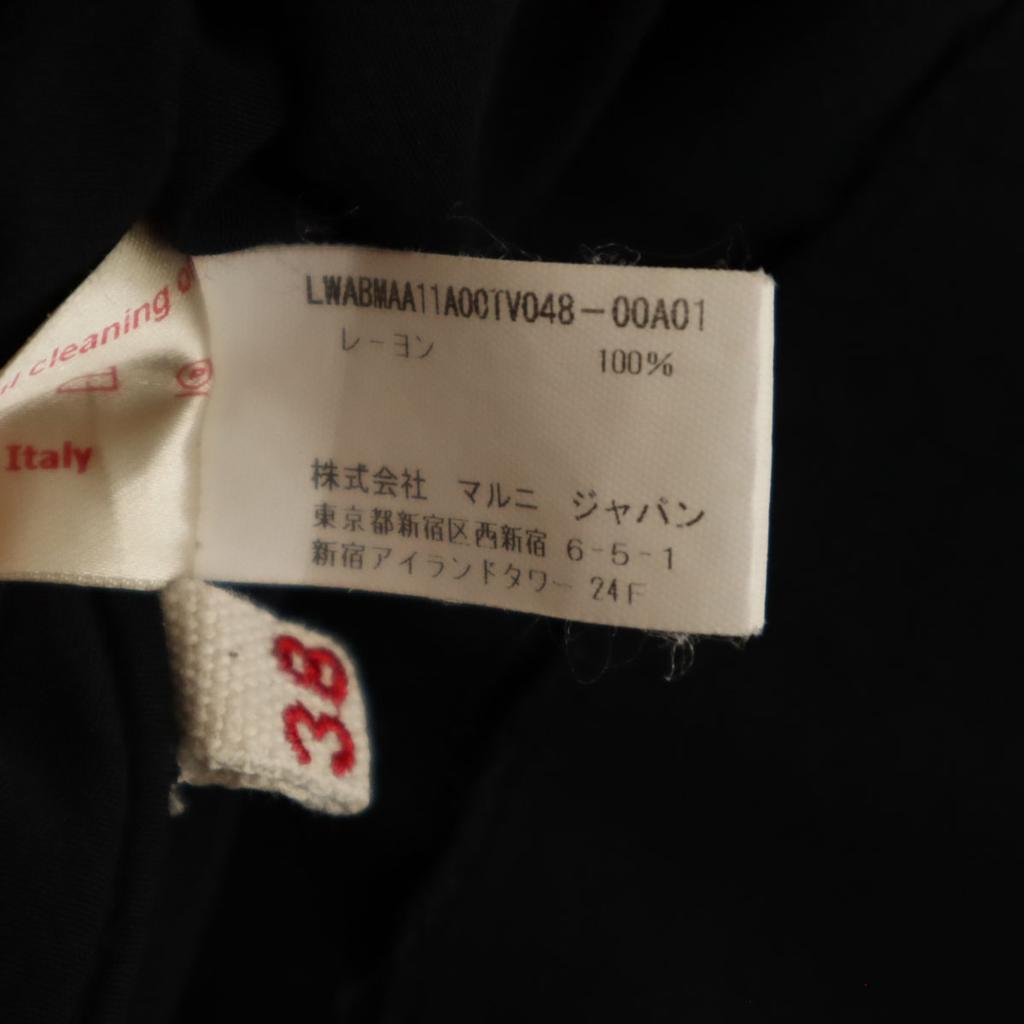 LWABMAA11A00TV048-00A01
レーヨン 100%
株式会社 マルニ ジャパン
東京都新宿区西新宿 6-5-1
新宿アイランドタワー 24F
cleaning
Italy
38